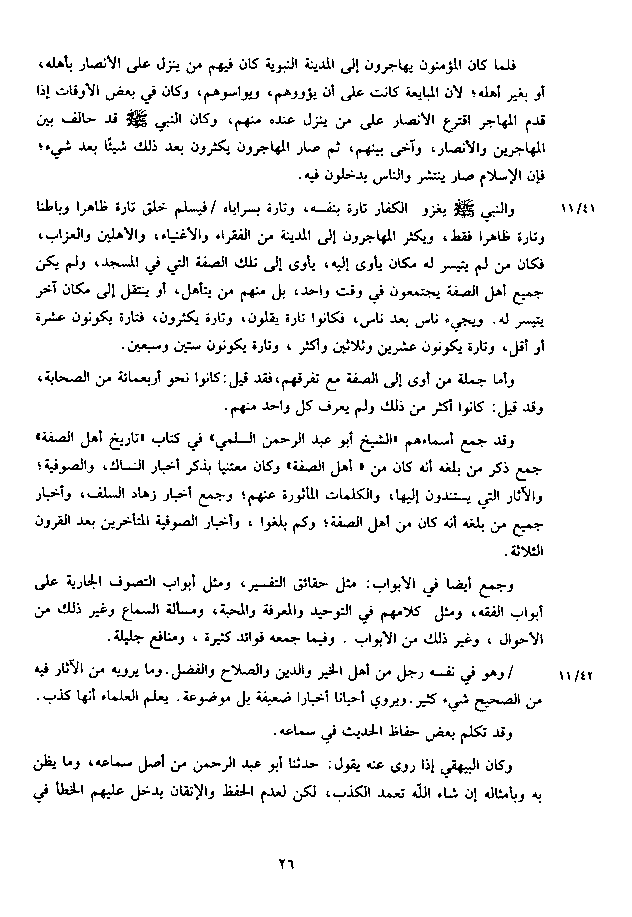 فلما كان المؤمنون يهاجرون إلى المدينة النبوية كان فيهم من ينزل على الأنصار بأهله،
أو بغير أهله؛ لأن المبايعة كانت على أن يؤووهم، ويواسوهم، وكان في بعض الأوقات إذا
قدم المهاجر اقترع الأنصار على من ينزل عنده منهم، وكان النبي ﷺ قد حالف بين
المهاجرين والأنصار، وآخى بينهم، ثم صار المهاجرون يكثرون بعد ذلك شيئًا بعد شيء؛
فإن الإسلام صار ينتشر والناس يدخلون فيه.
١١/٤١ والنبي ﷺ يغزو الكفار تارة بنفسه، وتارة بسراياه / فيسلم خلق تارة ظاهرا وباطنا
وتارة ظاهرا فقط، ويكثر المهاجرون إلى المدينة من الفقراء والأغنياء، والأهلين والعزاب،
فكان من لم يتيسر له مكان يأوى إليه، يأوى إلى تلك الصفة التي في المسجد، ولم يكن
جميع أهل الصفة يجتمعون في وقت واحد، بل منهم من يتأهل، أو ينتقل إلى مكان آخر
يتيسر له. ويجيء ناس بعد ناس، فكانوا تارة يقلون، وتارة يكثرون، فتارة يكونون عشرة
أو أقل، وتارة يكونون عشرين وثلاثين وأكثر ، وتارة يكونون ستين وسبعين.
وأما جملة من أوى إلى الصفة مع تفرقهم، فقد قيل: كانوا نحو أربعمائة من الصحابة،
وقد قيل: كانوا أكثر من ذلك ولم يعرف كل واحد منهم.
وقد جمع أسماءهم «الشيخ أبو عبد الرحمن السلمي» في كتاب «تاريخ أهل الصفة»
جمع ذكر من بلغه أنه كان من « أهل الصفة» وكان معتنيا بذكر أخبار النساك، والصوفية؛
والآثار التي يستندون إليها، والكلمات المأثورة عنهم؛ وجمع أخبار زهاد السلف، وأخبار
جميع من بلغه أنه كان من أهل الصفة؛ وكم بلغوا ، وأخبار الصوفية المتأخرين بعد القرون
الثلاثة.
وجمع أيضا في الأبواب: مثل حقائق التفسير، ومثل أبواب التصوف الجارية على
أبواب الفقه، ومثل كلامهم في التوحيد والمعرفة والمحبة، ومسألة السماع وغير ذلك من
الأحوال ، وغير ذلك من الأبواب . وفيما جمعه فوائد كثيرة ، ومنافع جليلة.
١١/٤٢ / وهو في نفسه رجل من أهل الخير والدين والصلاح والفضل. وما يرويه من الآثار فيه
من الصحيح شيء كثير. ويروي أحيانا أخبارا ضعيفة بل موضوعة. يعلم العلماء أنها كذب.
وقد تكلم بعض حفاظ الحديث في سماعه.
وكان البيهقي إذا روي عنه يقول: حدثنا أبو عبد الرحمن من أصل سماعه، وما يظن
به وبأمثاله إن شاء الله تعمد الكذب، لكن لعدم الحفظ والإتقان يدخل عليهم الخطأ في
٢٦